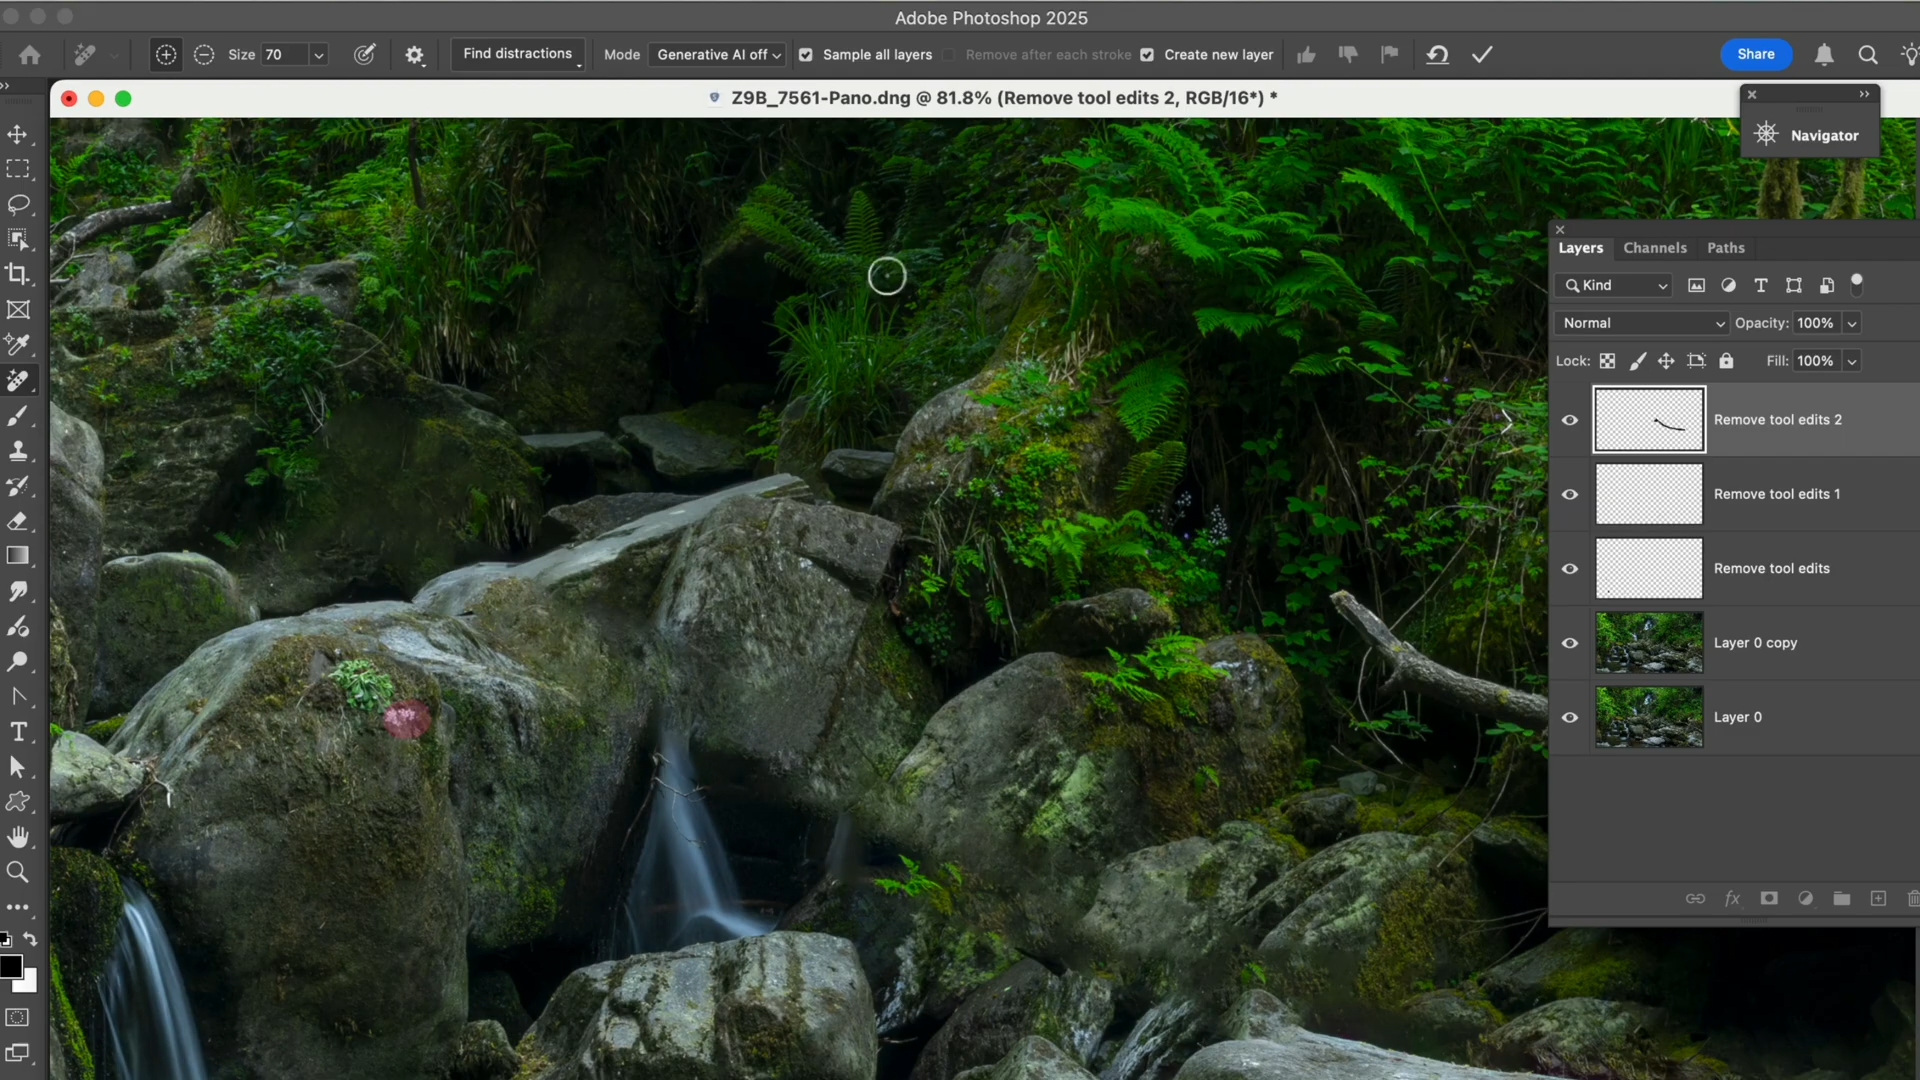 Adobe Photoshop 2025
Size 70 Find distractions Mode Generative AI off Sample all layers Remove after each stroke Create new layer Share
Z9B_7561-Pano.dng @ 81.8% (Remove tool edits 2, RGB/16*) *
Navigator
Layers Channels Paths
Kind
Normal Opacity: 100%
Lock: Fill: 100%
Remove tool edits 2
Remove tool edits 1
Remove tool edits
Layer 0 copy
Layer 0
fx